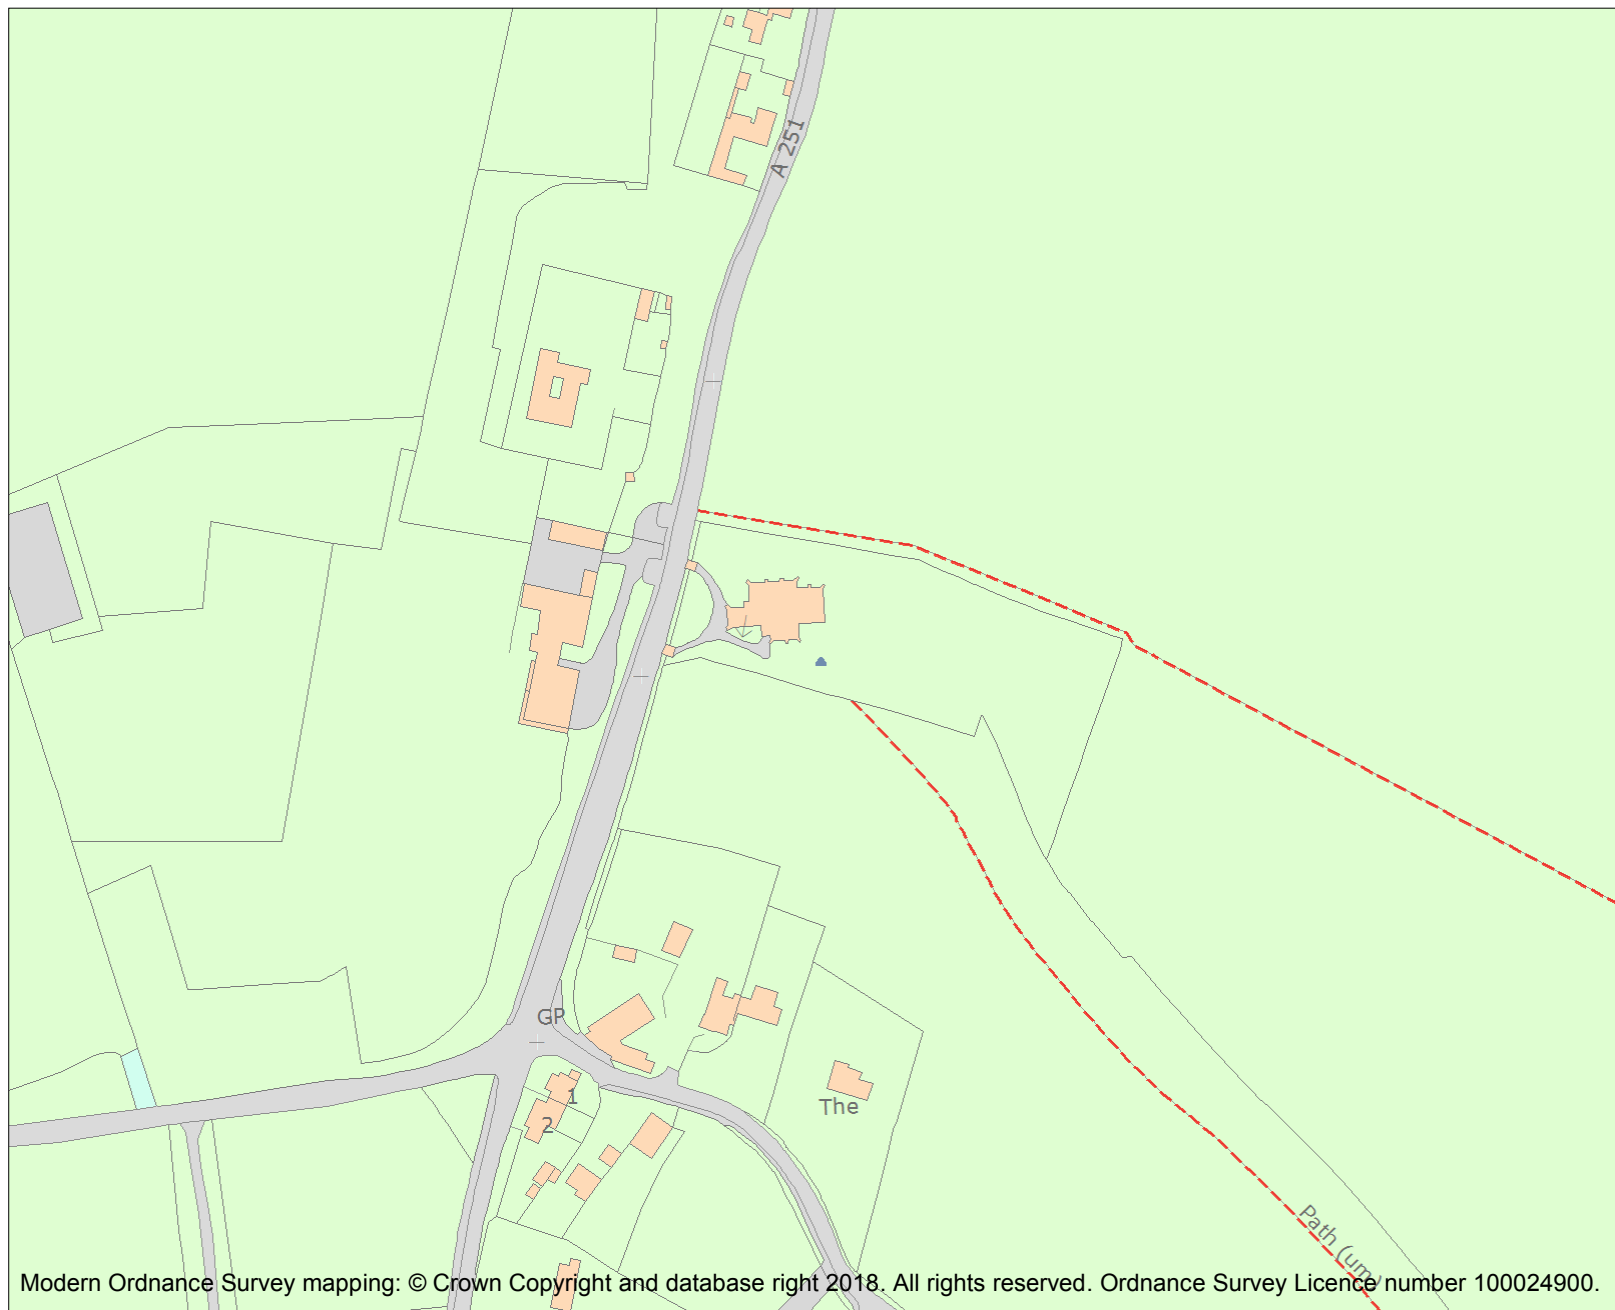 A 251
GP
1
2
The
Path (um)
Modern Ordnance Survey mapping: © Crown Copyright and database right 2018. All rights reserved. Ordnance Survey Licence number 100024900.